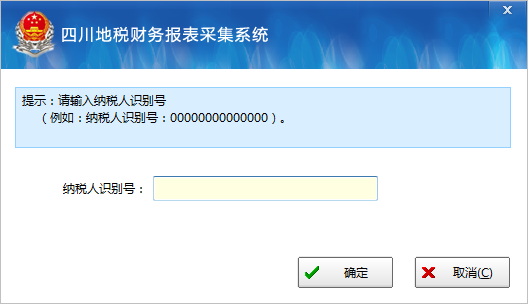 四川地税财务报表采集系统
提示：请输入纳税人识别号
（例如：纳税人识别号：00000000000000）。
纳税人识别号：
确定
取消(C)